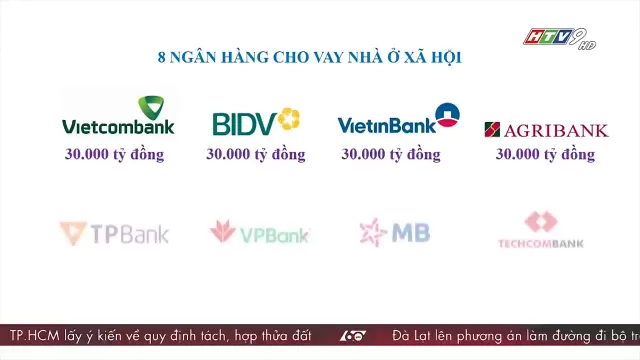 HTV9 HD
8 NGÂN HÀNG CHO VAY NHÀ Ở XÃ HỘI
Vietcombank BIDV VietinBank AGRIBANK
30.000 tỷ đồng 30.000 tỷ đồng 30.000 tỷ đồng 30.000 tỷ đồng
TPBank VPBank MB TECHCOMBANK
TP.HCM lấy ý kiến về quy định tách, hợp thửa đất 60 Đà Lạt lên phương án làm đường đi bộ tr